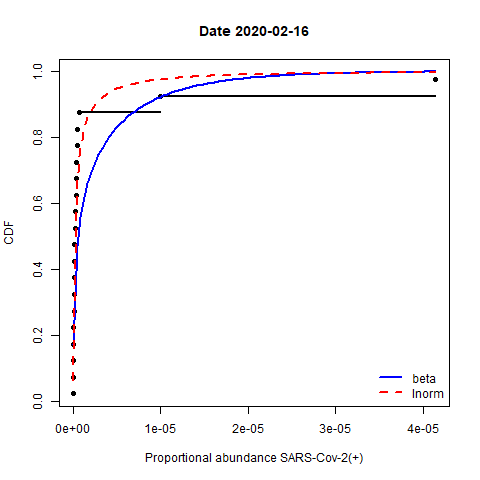 Date 2020-02-16
CDF
1.0
0.8
0.6
0.4
0.2
0.0
beta
lnorm
0e+00 1e-05 2e-05 3e-05 4e-05
Proportional abundance SARS-Cov-2(+)